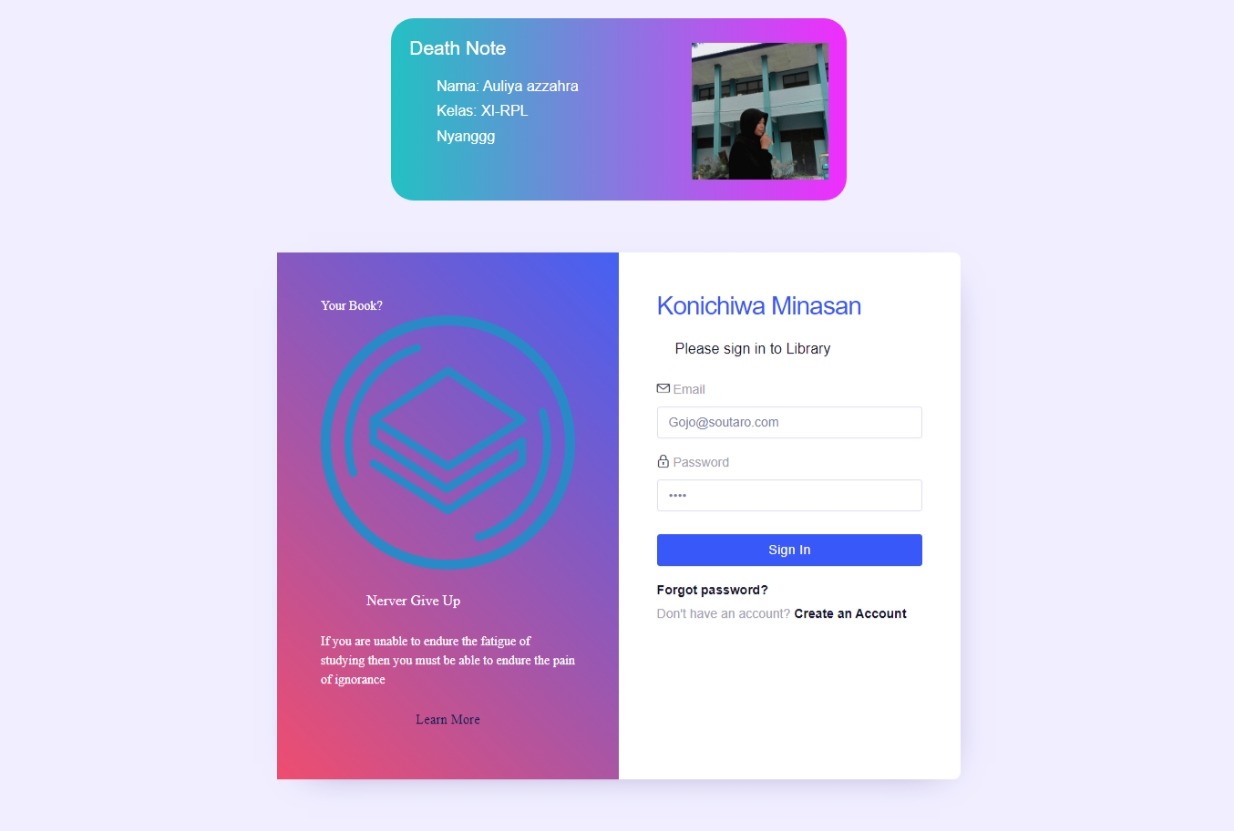 Death Note
Nama: Auliya azzahra
Kelas: XI-RPL
Nyanggg
Your Book?
Nerver Give Up
If you are unable to endure the fatigue of
studying then you must be able to endure the pain
of ignorance
Learn More
Konichiwa Minasan
Please sign in to Library
Email
Gojo@soutaro.com
Password
••••
Sign In
Forgot password?
Don't have an account? Create an Account